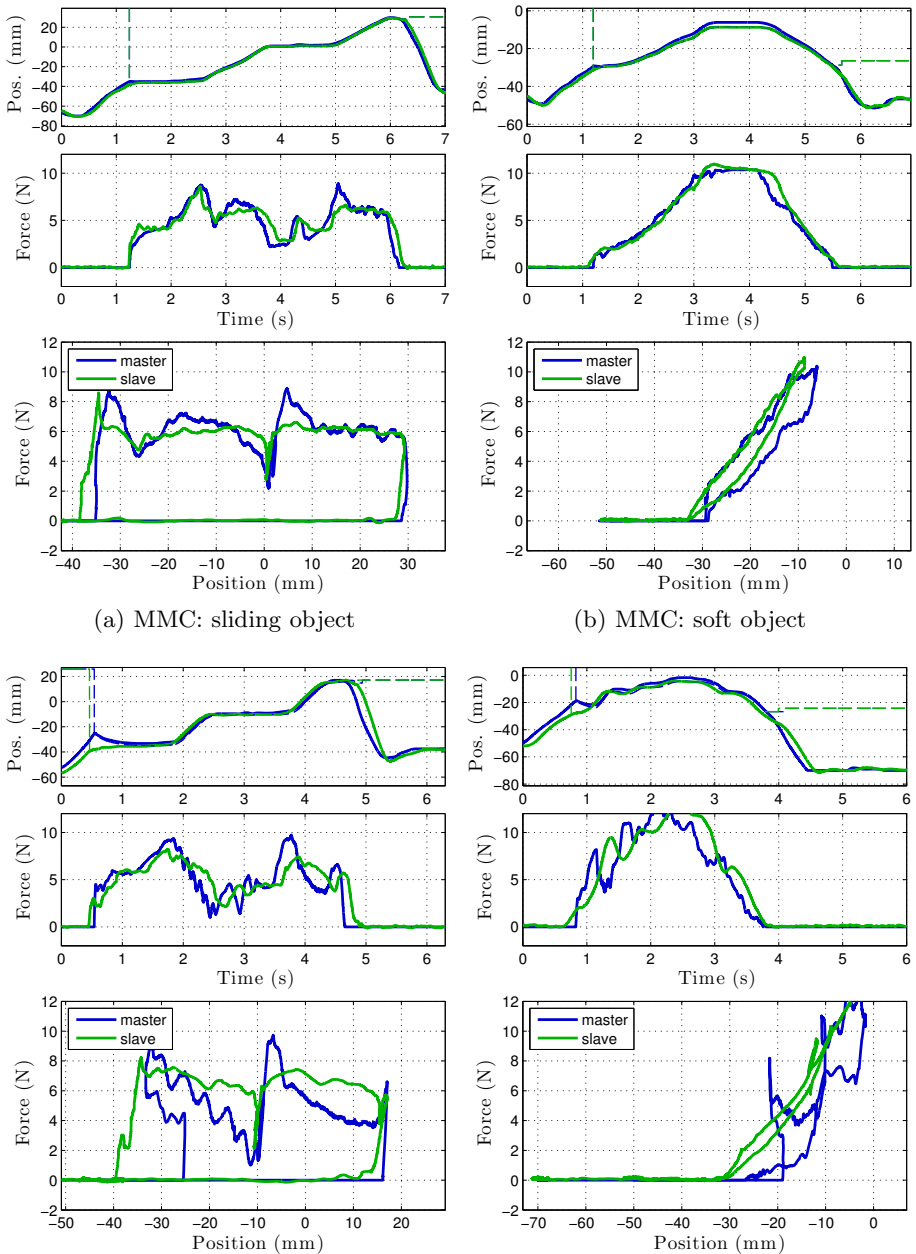 Pos. (mm)
20
0
−20
−40
−60
−80
0 1 2 3 4 5 6 7
Pos. (mm)
0
−20
−40
−60
0 1 2 3 4 5 6
Force (N)
10
5
0
0 1 2 3 4 5 6 7
Time (s)
Force (N)
10
5
0
0 1 2 3 4 5 6
Time (s)
Force (N)
12
10
8
6
4
2
0
−2
master
slave
−40 −30 −20 −10 0 10 20 30
Position (mm)
Force (N)
12
10
8
6
4
2
0
−2
master
slave
−60 −50 −40 −30 −20 −10 0 10
Position (mm)
(a) MMC: sliding object
(b) MMC: soft object
Pos. (mm)
20
0
−20
−40
−60
0 1 2 3 4 5 6
Pos. (mm)
0
−20
−40
−60
−80
0 1 2 3 4 5 6
Force (N)
10
5
0
0 1 2 3 4 5 6
Time (s)
Force (N)
10
5
0
0 1 2 3 4 5 6
Time (s)
Force (N)
12
10
8
6
4
2
0
−2
master
slave
−50 −40 −30 −20 −10 0 10 20
Position (mm)
Force (N)
12
10
8
6
4
2
0
−2
master
slave
−70 −60 −50 −40 −30 −20 −10 0
Position (mm)